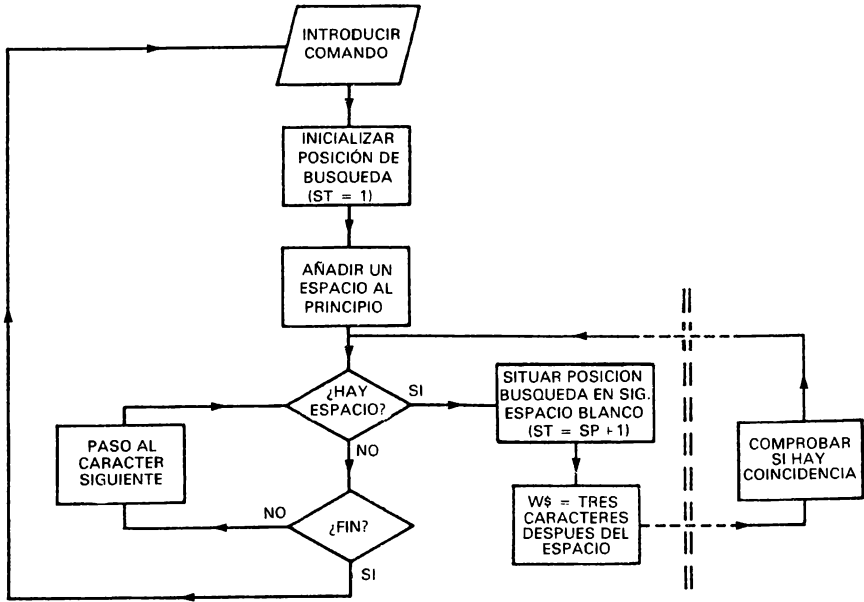 INTRODUCIR
COMANDO
INICIALIZAR
POSICIÓN DE
BUSQUEDA
(ST = 1)
AÑADIR UN
ESPACIO AL
PRINCIPIO
¿HAY
ESPACIO?
SI
NO
SITUAR POSICION
BUSQUEDA EN SIG.
ESPACIO BLANCO
(ST = SP + 1)
PASO AL
CARACTER
SIGUIENTE
COMPROBAR
SI HAY
COINCIDENCIA
W$ = TRES
CARACTERES
DESPUES DEL
ESPACIO
NO
¿FIN?
SI